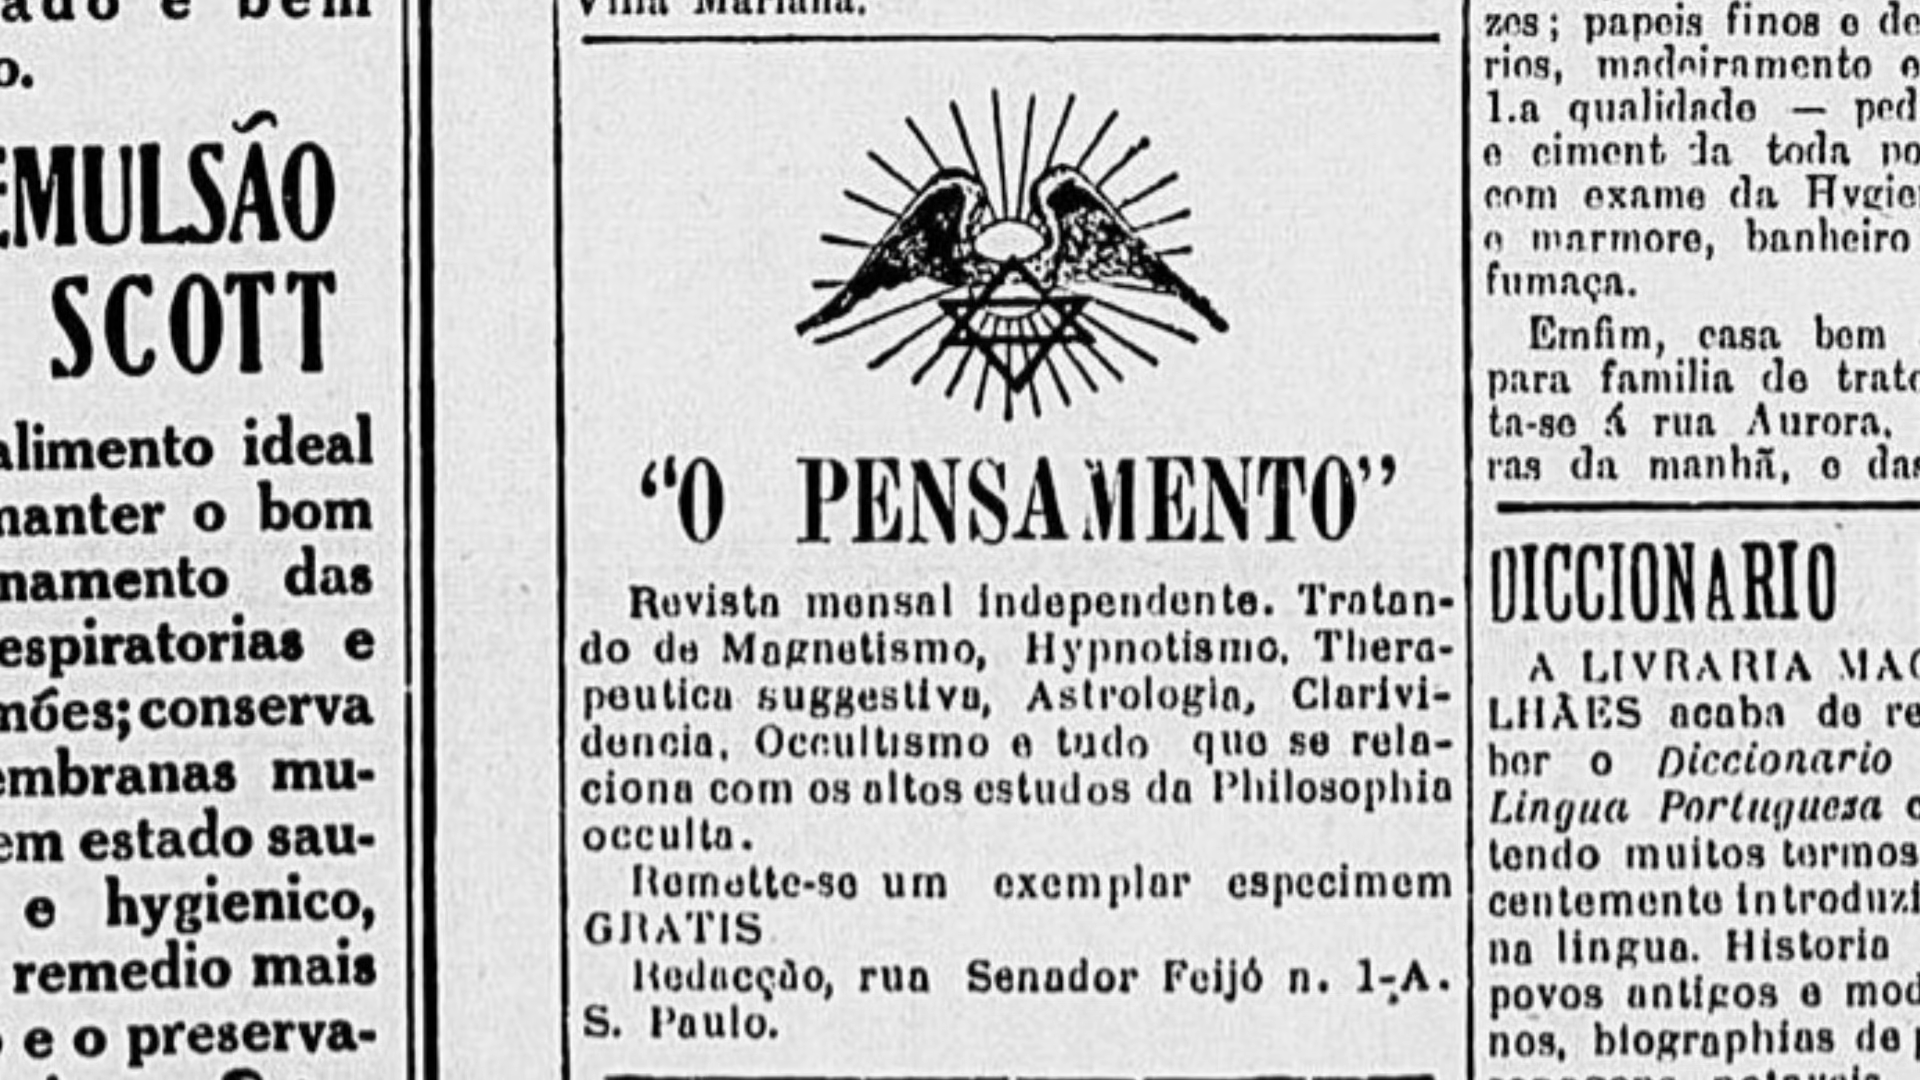 ado e bem
o.
EMULSÃO
SCOTT
alimento ideal
manter o bom
namento das
espiratorias e
mões; conserva
embranas mu-
em estado sau-
e hygienico,
remedio mais
e o preserva-
Villa Mariana.
"O PENSAMENTO"
Revista mensal independente. Tratan-
do de Magnetismo, Hypnotismo, Thera-
peutica suggestiva, Astrologia, Clarivi-
dencia, Occultismo e tudo que se rela-
ciona com os altos estudos da Philosophia
occulta.
Remette-se um exemplar especimem
GRATIS
Redacção, rua Senador Feijó n. 1-A.
S. Paulo.
zes; papeis finos e de
rios, madeiramento e
1.a qualidade — ped
e ciment da toda po
com exame da Hygie
e marmore, banheiro
fumaça.
Emfim, casa bem
para familia de trato
ta-se á rua Aurora,
ras da manhã, e das
DICCIONARIO
A LIVRARIA MAG
LHÃES acaba de re
ber o Diccionario
Lingua Portuguesa c
tendo muitos termos
centemente introduzi
na lingua. Historia
povos antigos e mod
nos, biographias de p